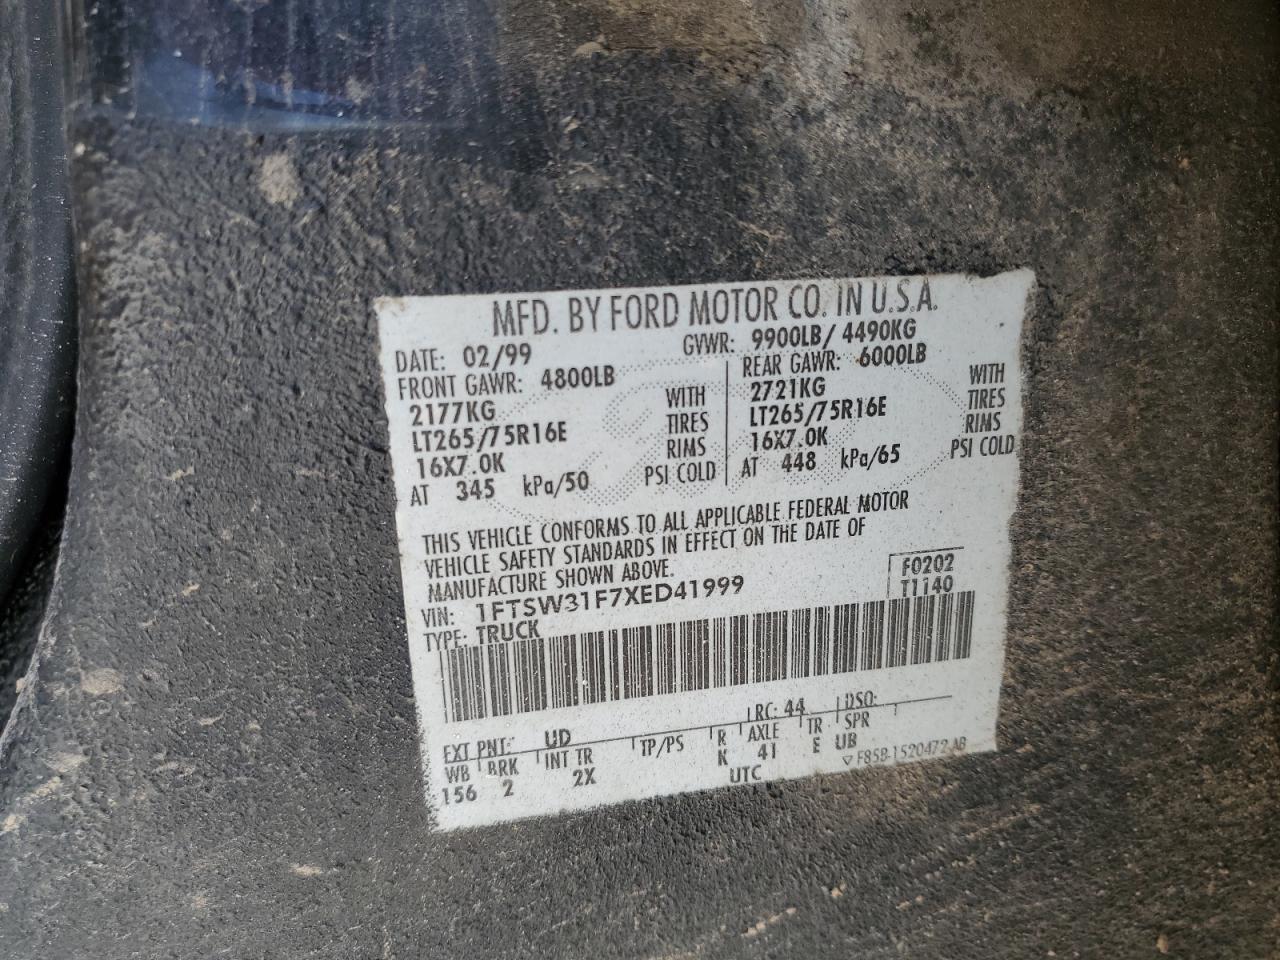 MFD. BY FORD MOTOR CO. IN U.S.A.
DATE: 02/99 GVWR: 9900LB/ 4490KG
FRONT GAWR: 4800LB REAR GAWR: 6000LB
2177KG WITH 2721KG WITH
LT265/75R16E TIRES LT265/75R16E TIRES
16X7.0K RIMS 16X7.0K RIMS
AT 345 kPa/50 PSI COLD AT 448 kPa/65 PSI COLD
THIS VEHICLE CONFORMS TO ALL APPLICABLE FEDERAL MOTOR
VEHICLE SAFETY STANDARDS IN EFFECT ON THE DATE OF
MANUFACTURE SHOWN ABOVE.
F0202
VIN: 1FTSW31F7XED41999 T1140
TYPE: TRUCK
EXT PNT: UD RC: 44 DSO:
WB BRK INT TR TP/PS R AXLE TR SPR
156 2 2X K 41 E UB
UTC ▽ F85B-1520472-AB